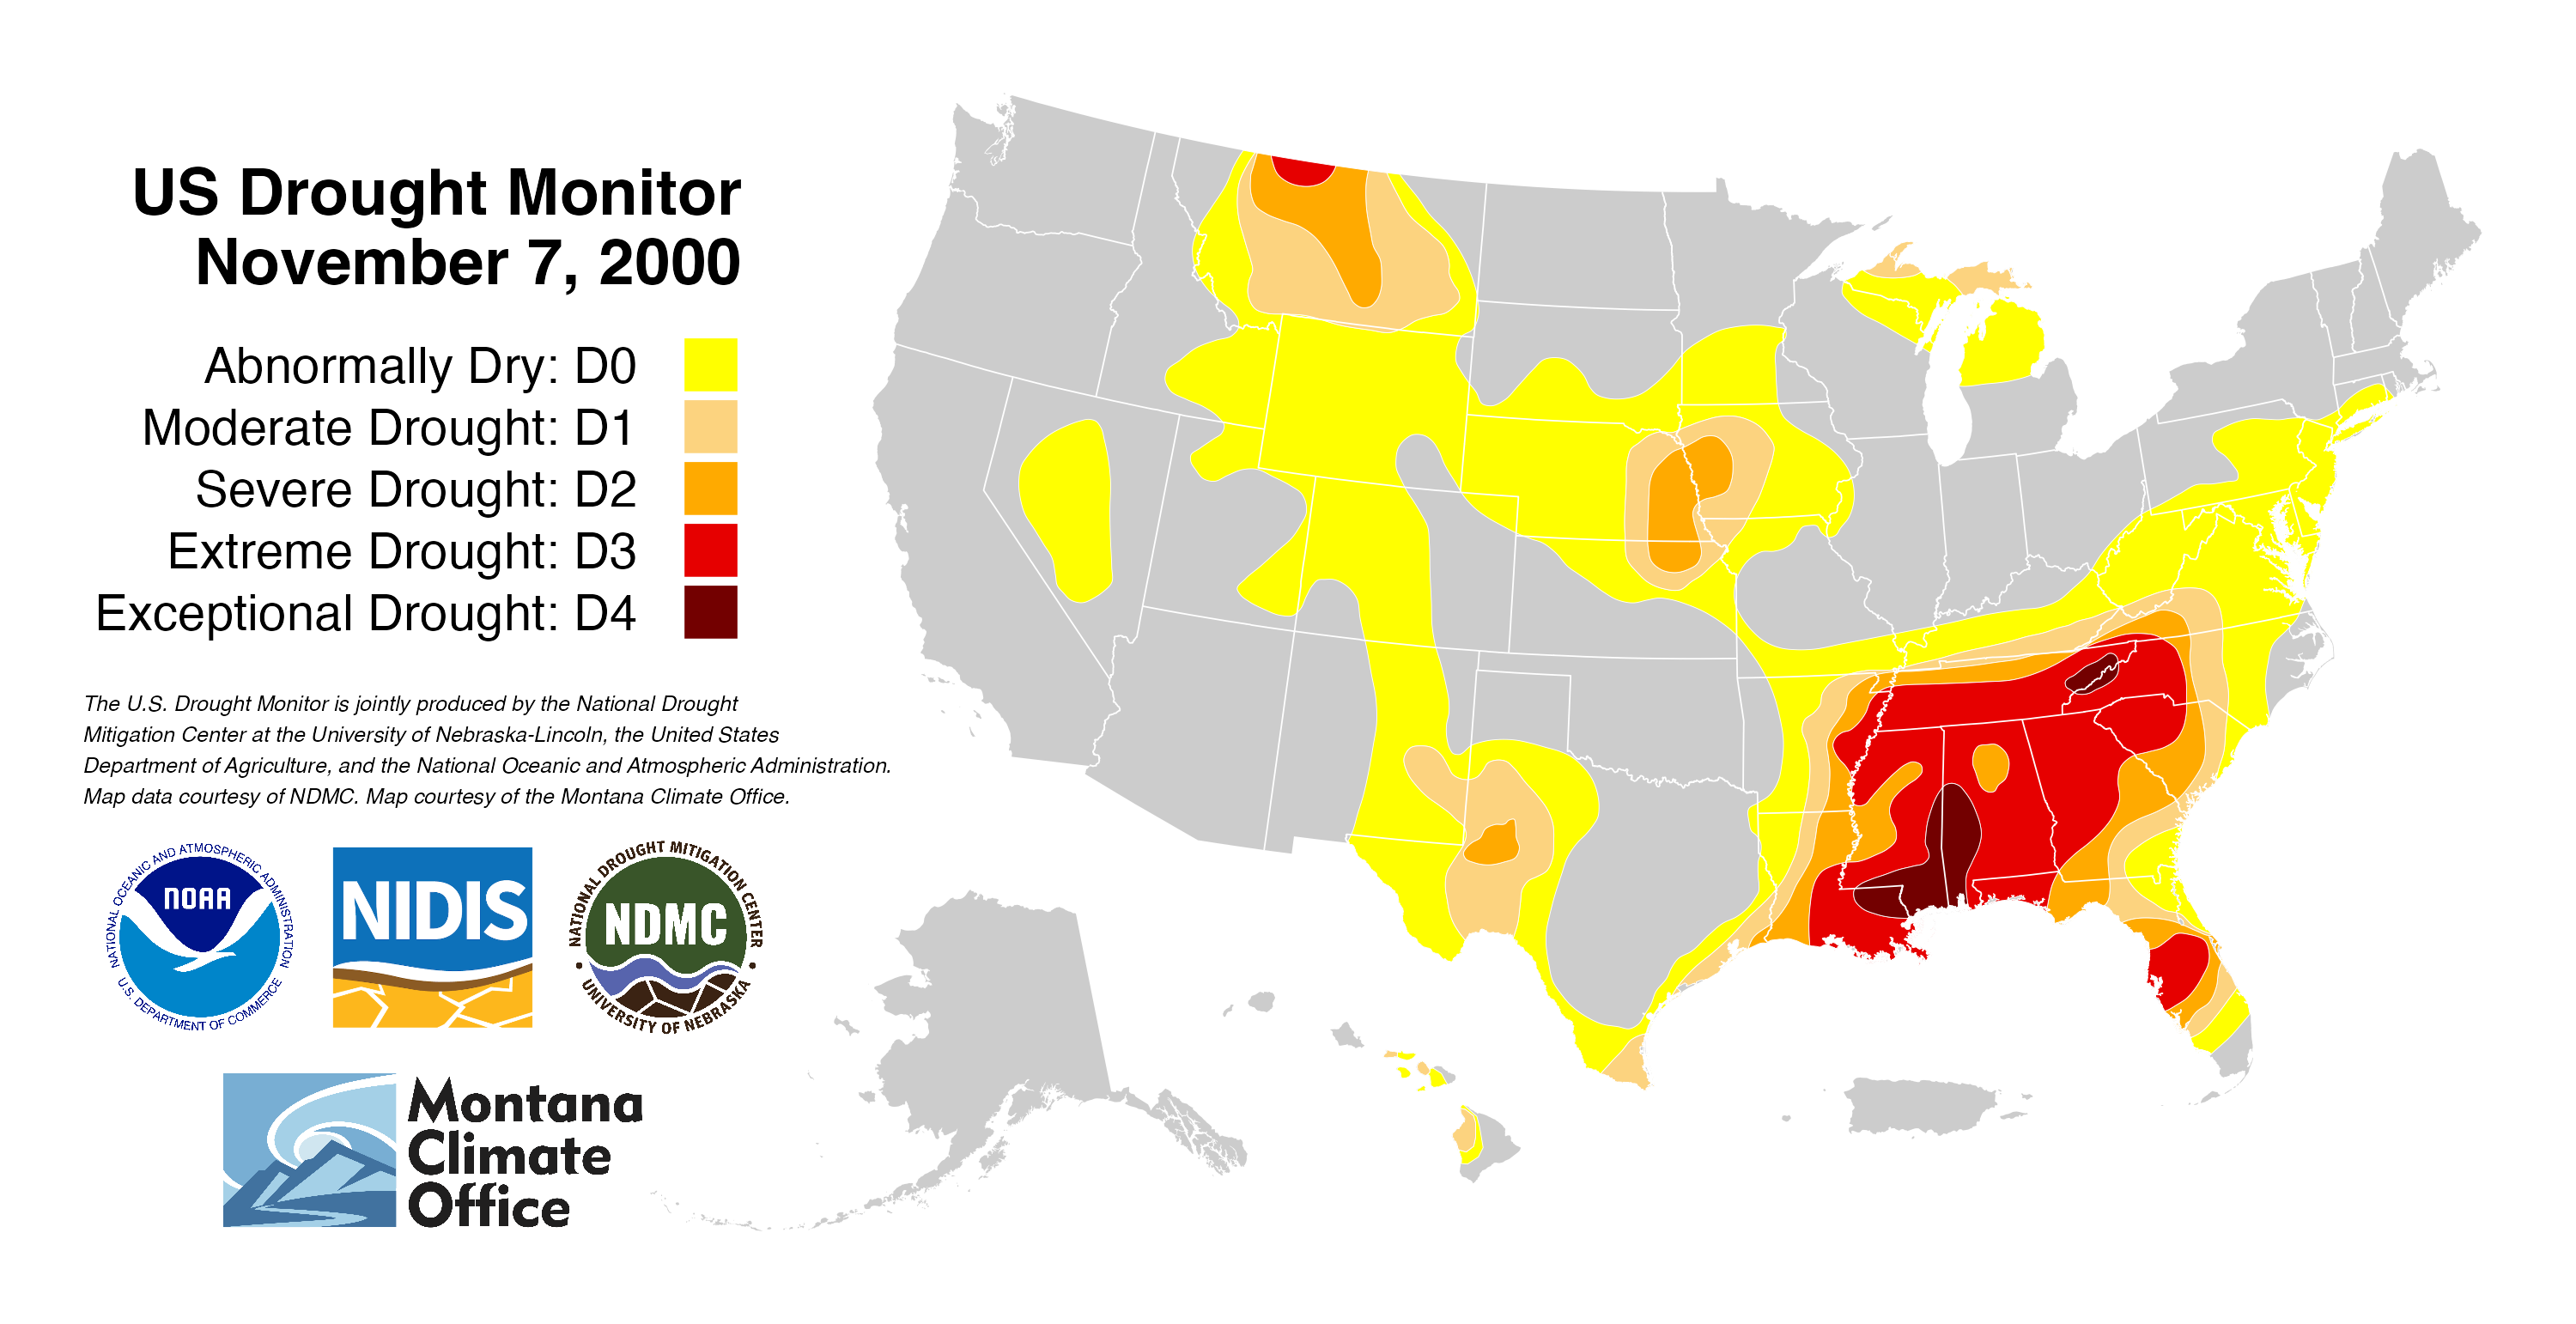 US Drought Monitor
November 7, 2000
Abnormally Dry: D0
Moderate Drought: D1
Severe Drought: D2
Extreme Drought: D3
Exceptional Drought: D4
The U.S. Drought Monitor is jointly produced by the National Drought
Mitigation Center at the University of Nebraska-Lincoln, the United States
Department of Agriculture, and the National Oceanic and Atmospheric Administration.
Map data courtesy of NDMC. Map courtesy of the Montana Climate Office.
NATIONAL OCEANIC AND ATMOSPHERIC ADMINISTRATION
NOAA
U.S. DEPARTMENT OF COMMERCE
NIDIS
NATIONAL DROUGHT MITIGATION CENTER
NDMC
UNIVERSITY OF NEBRASKA
Montana
Climate
Office